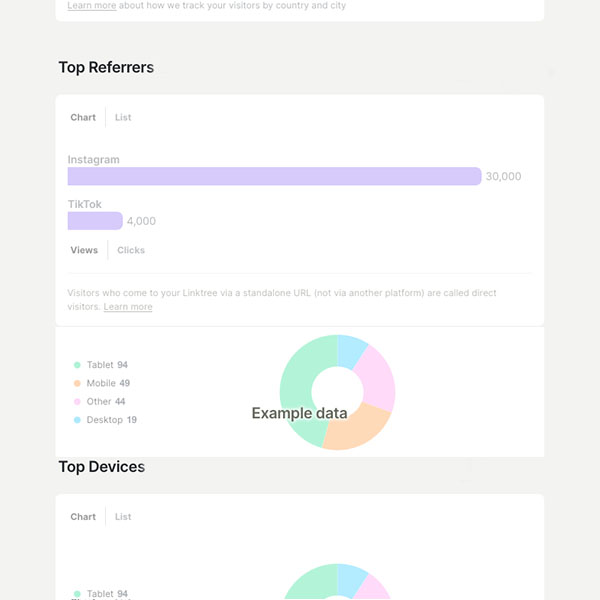 Learn more about how we track your visitors by country and city
Top Referrers
Chart List
Instagram
30,000
TikTok
4,000
Views Clicks
Visitors who come to your Linktree via a standalone URL (not via another platform) are called direct
visitors. Learn more
Tablet 94
Mobile 49
Other 44
Desktop 19
Example data
Top Devices
Chart List
Tablet 94